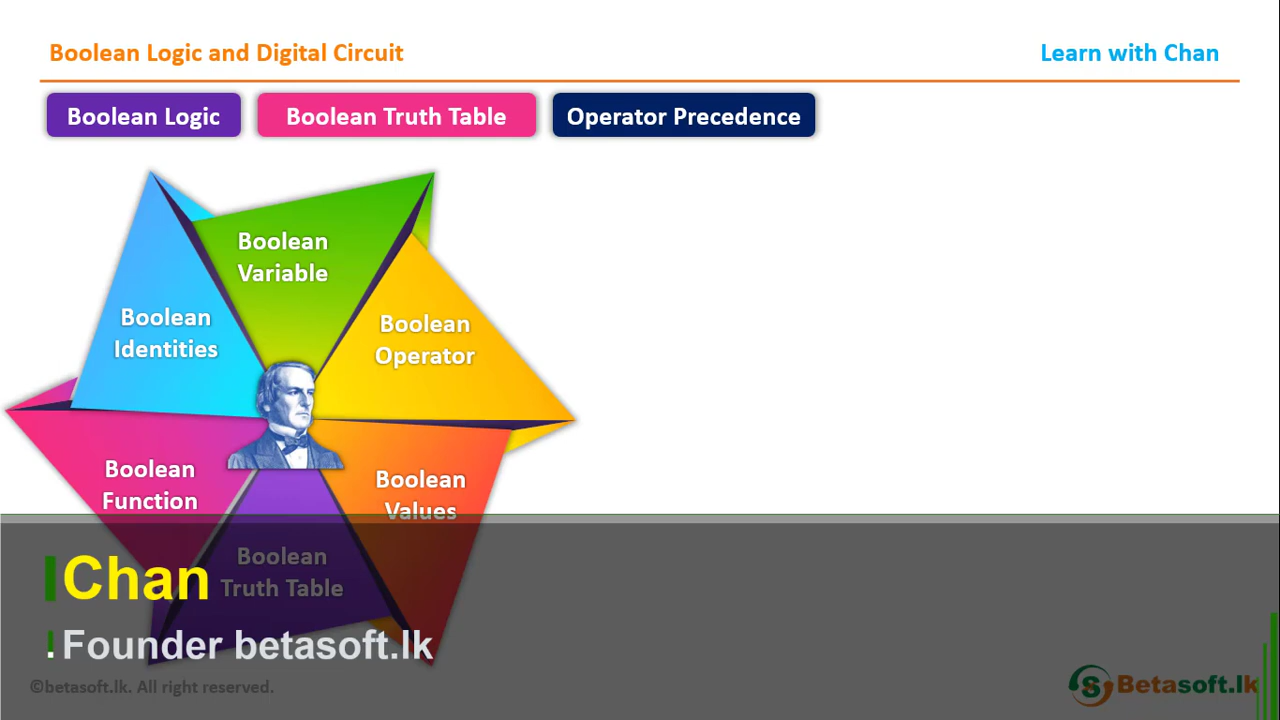 Boolean Logic and Digital Circuit
Learn with Chan
Boolean Logic
Boolean Truth Table
Operator Precedence
Boolean
Variable
Boolean
Identities
Boolean
Operator
Boolean
Function
Boolean
Values
Boolean
Truth Table
Chan
Founder betasoft.lk
©betasoft.lk. All right reserved.
Betasoft.lk